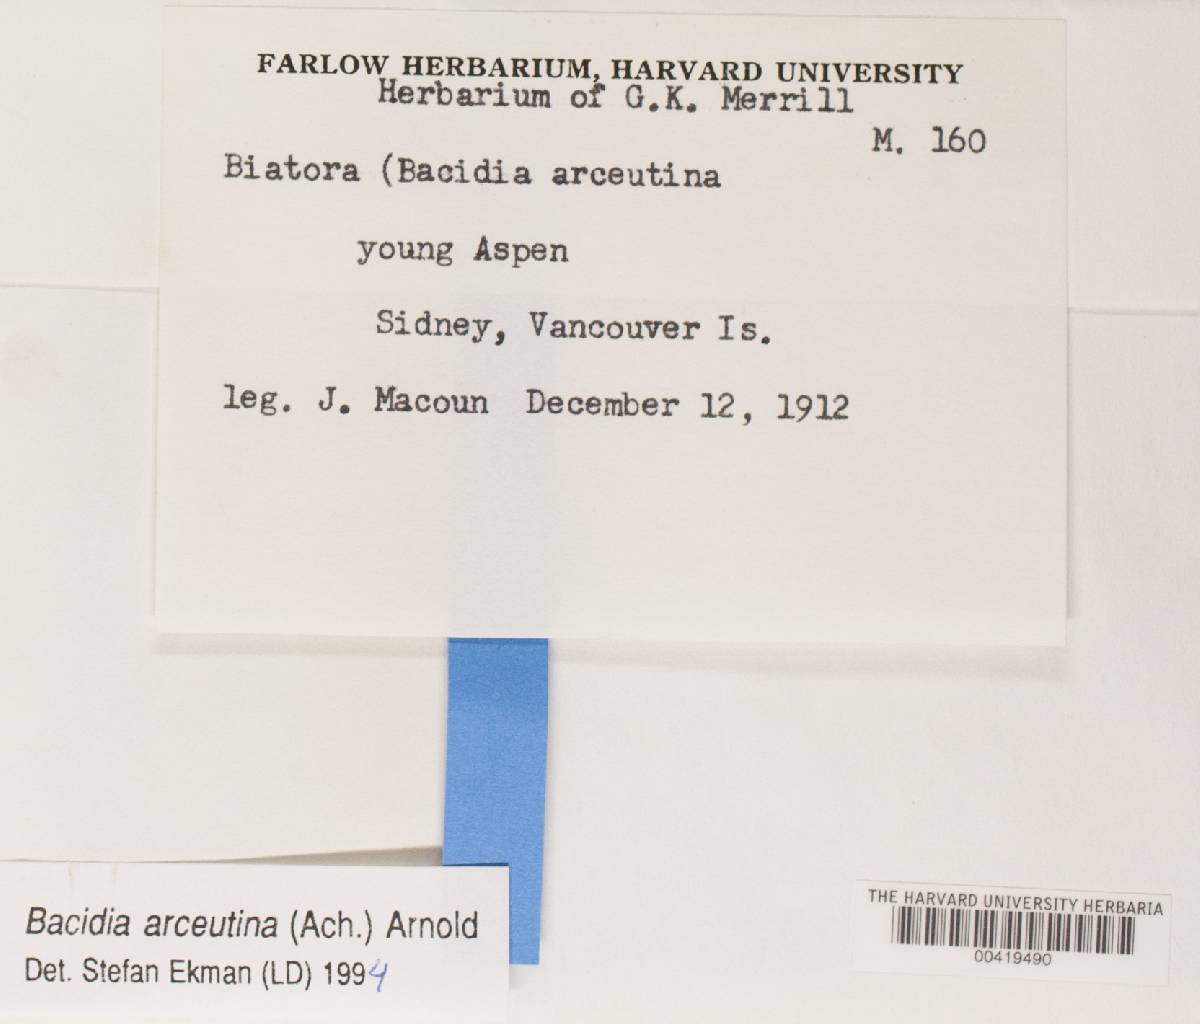 FARLOW HERBARIUM, HARVARD UNIVERSITY
Herbarium of G.K. Merrill
M. 160
Biatora (Bacidia arceutina
young Aspen
Sidney, Vancouver Is.
leg. J. Macoun December 12, 1912
Bacidia arceutina (Ach.) Arnold
Det. Stefan Ekman (LD) 1994
THE HARVARD UNIVERSITY HERBARIA
00419490